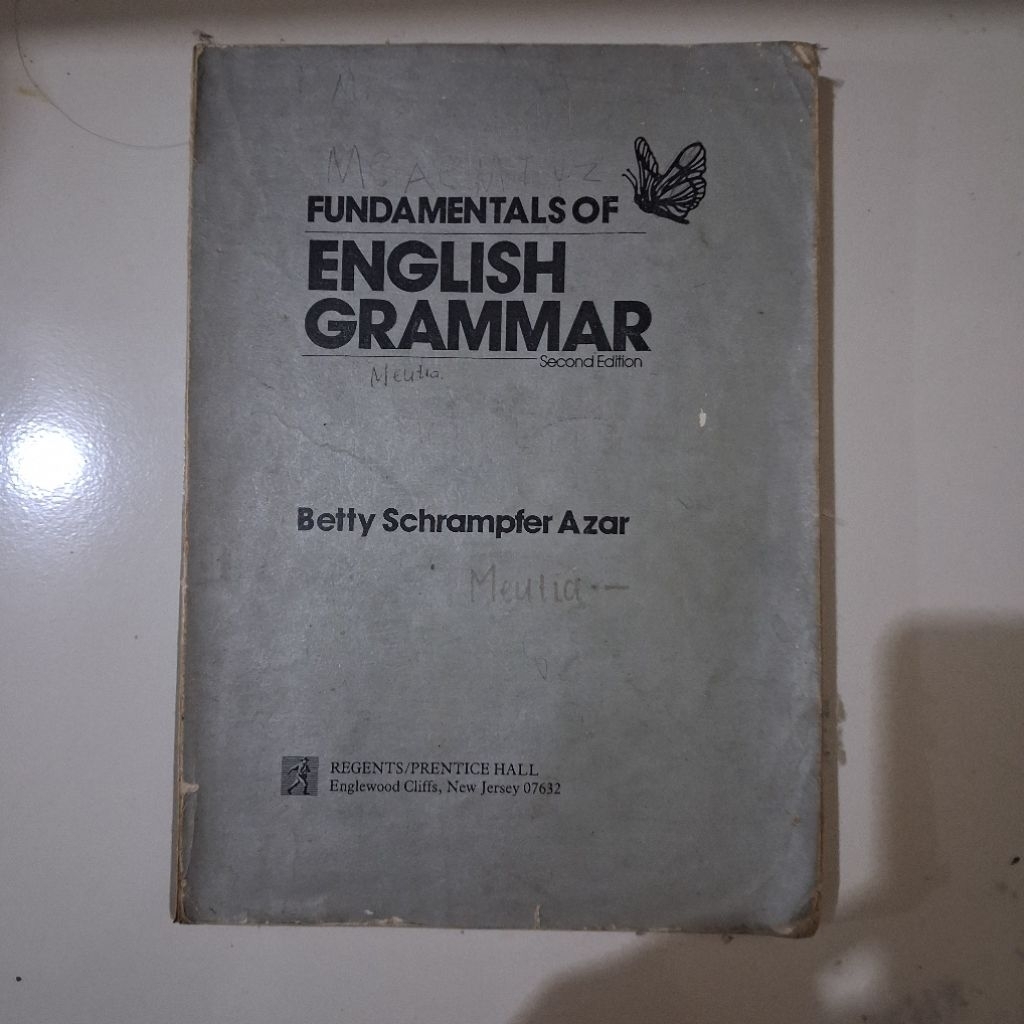 FUNDAMENTALS OF
ENGLISH
GRAMMAR
Second Edition
Meutia
Betty Schrampfer Azar
Meutia
REGENTS/PRENTICE HALL
Englewood Cliffs, New Jersey 07632